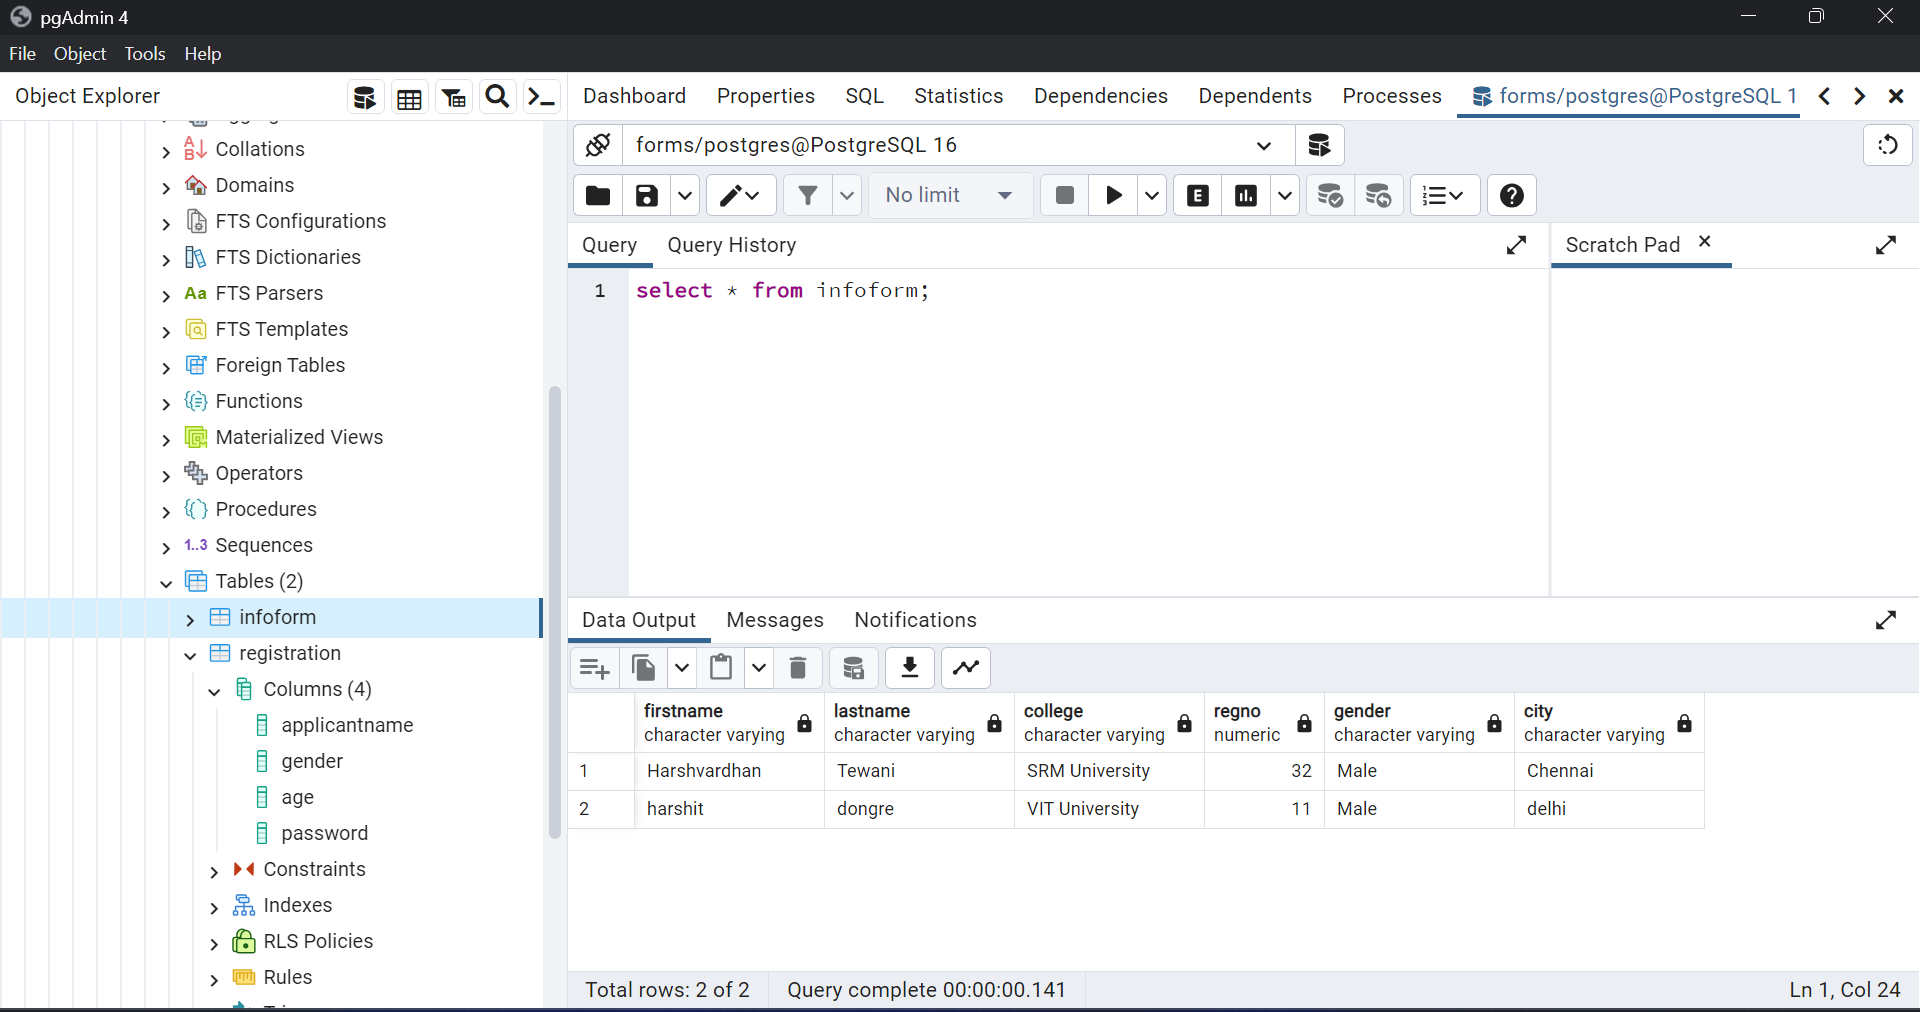 pgAdmin 4
File Object Tools Help
Object Explorer
Dashboard Properties SQL Statistics Dependencies Dependents Processes forms/postgres@PostgreSQL 1
Collations
Domains
FTS Configurations
FTS Dictionaries
Aa FTS Parsers
FTS Templates
Foreign Tables
Functions
Materialized Views
Operators
Procedures
1..3 Sequences
Tables (2)
infoform
registration
Columns (4)
applicantname
gender
age
password
Constraints
Indexes
RLS Policies
Rules
forms/postgres@PostgreSQL 16
No limit
Query Query History
Scratch Pad
1 select * from infoform;
Data Output Messages Notifications
firstname lastname college regno gender city
character varying character varying character varying numeric character varying character varying
1 Harshvardhan Tewani SRM University 32 Male Chennai
2 harshit dongre VIT University 11 Male delhi
Total rows: 2 of 2 Query complete 00:00:00.141 Ln 1, Col 24